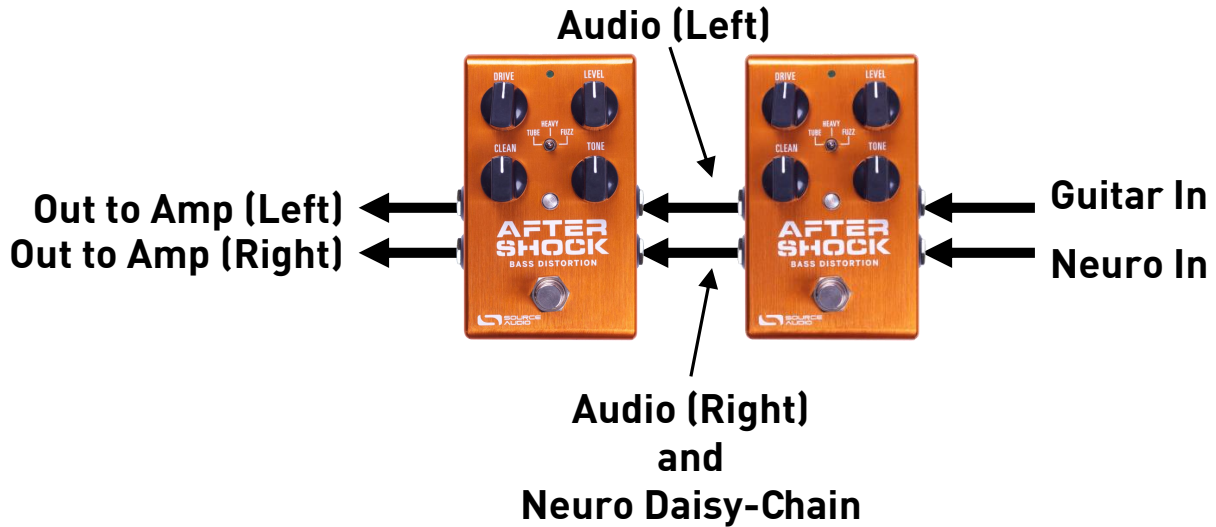 Audio (Left)
DRIVE LEVEL
HEAVY
TUBE FUZZ
CLEAN TONE
AFTER
SHOCK
BASS DISTORTION
SOURCE
AUDIO
DRIVE LEVEL
HEAVY
TUBE FUZZ
CLEAN TONE
AFTER
SHOCK
BASS DISTORTION
SOURCE
AUDIO
Out to Amp (Left)
Out to Amp (Right)
Guitar In
Neuro In
Audio (Right)
and
Neuro Daisy-Chain